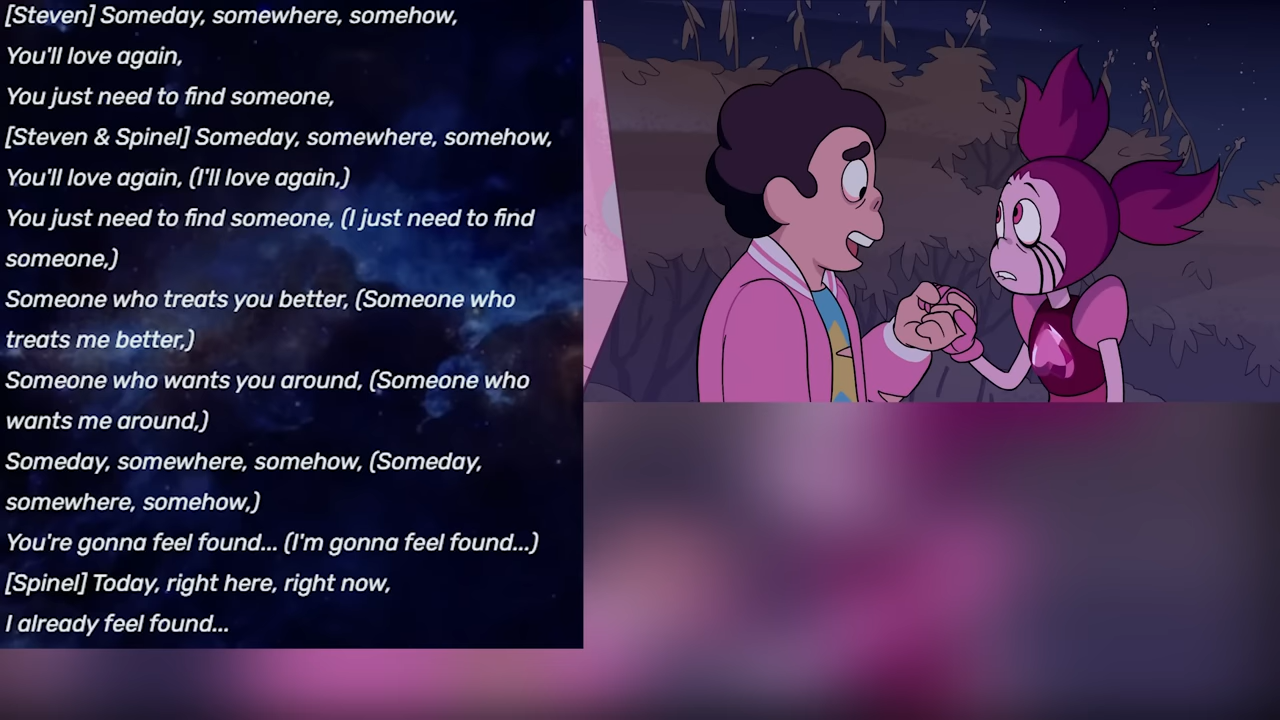 [Steven] Someday, somewhere, somehow,
You'll love again,
You just need to find someone,
[Steven & Spinel] Someday, somewhere, somehow,
You'll love again, (I'll love again,)
You just need to find someone, (I just need to find
someone,)
Someone who treats you better, (Someone who
treats me better,)
Someone who wants you around, (Someone who
wants me around,)
Someday, somewhere, somehow, (Someday,
somewhere, somehow,)
You're gonna feel found... (I'm gonna feel found...)
[Spinel] Today, right here, right now,
I already feel found...